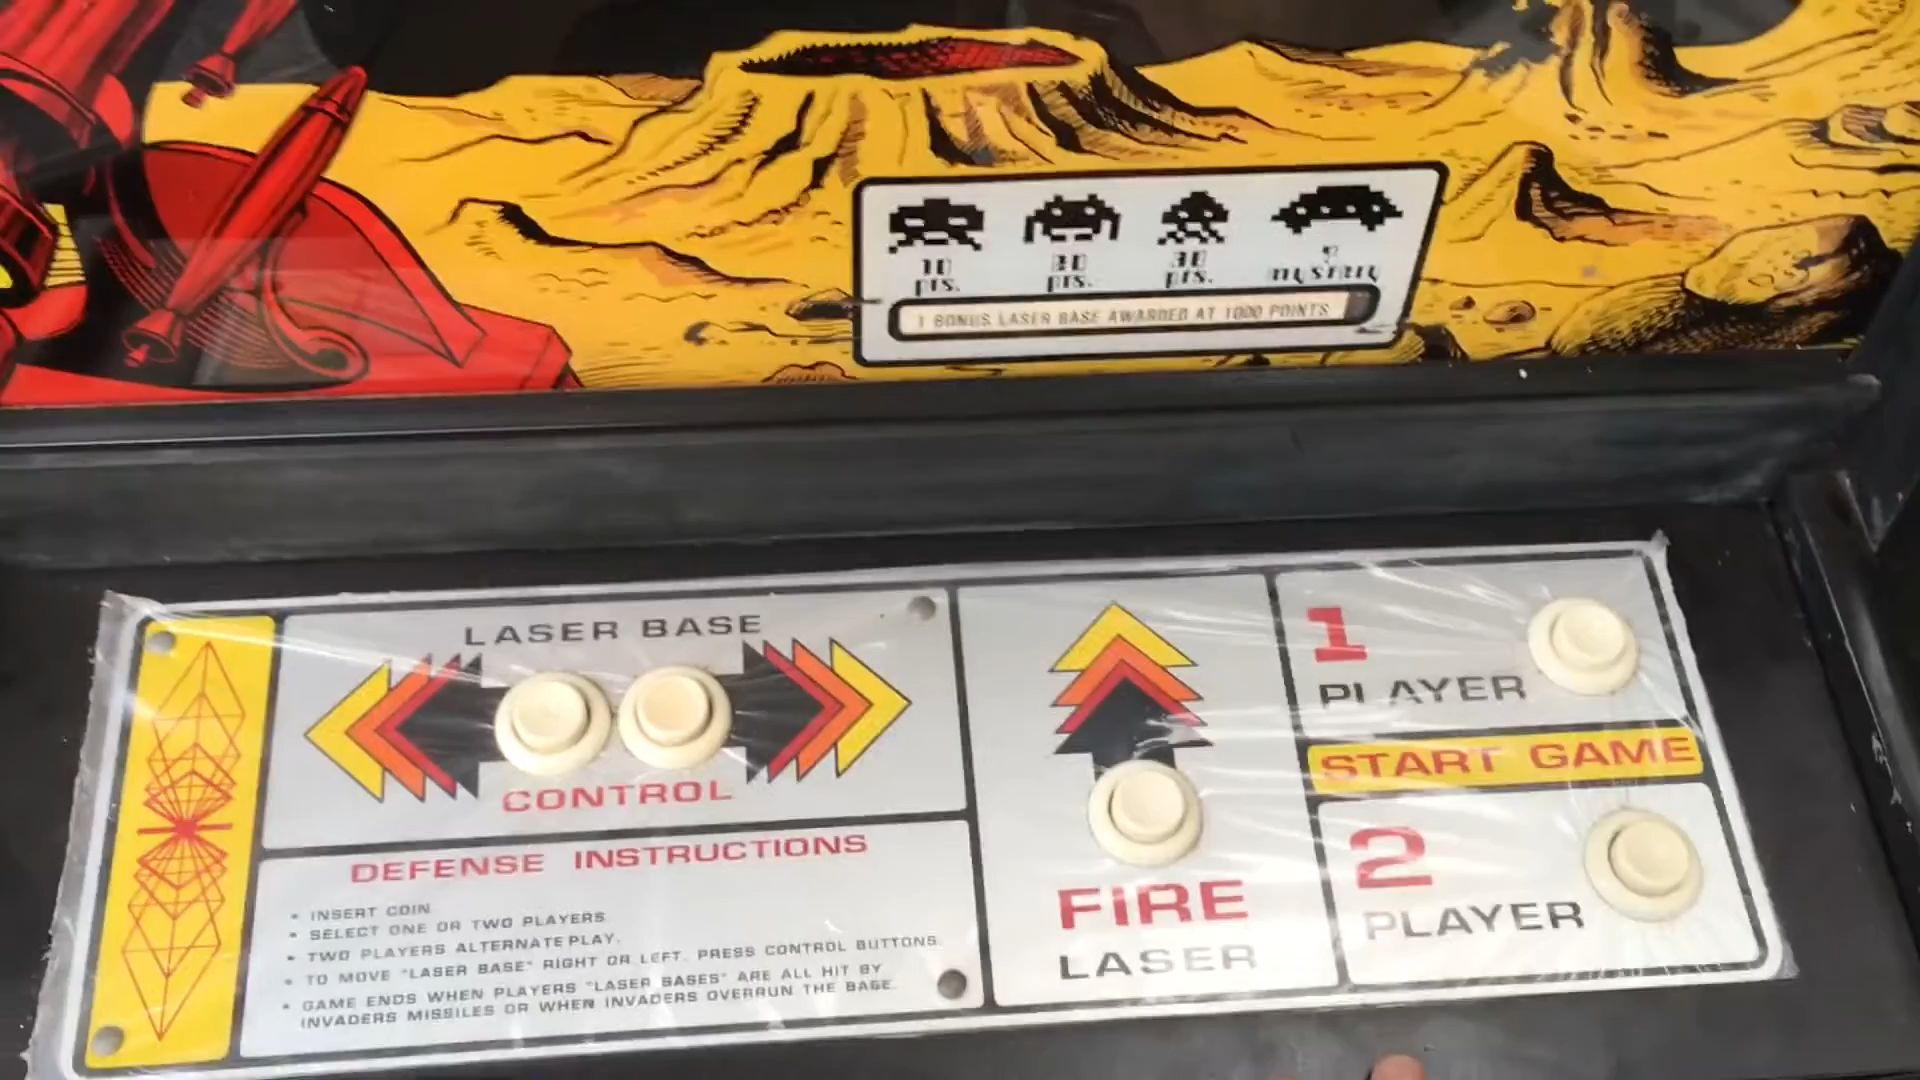 10 20 30 ?
pts. pts. pts. mystery
1 BONUS LASER BASE AWARDED AT 1000 POINTS
LASER BASE
CONTROL
DEFENSE INSTRUCTIONS
• INSERT COIN
• SELECT ONE OR TWO PLAYERS
• TWO PLAYERS ALTERNATE PLAY.
• TO MOVE "LASER BASE" RIGHT OR LEFT, PRESS CONTROL BUTTONS.
• GAME ENDS WHEN PLAYERS "LASER BASES" ARE ALL HIT BY
INVADERS MISSILES OR WHEN INVADERS OVERRUN THE BASE.
FIRE
LASER
1
PLAYER
START GAME
2
PLAYER